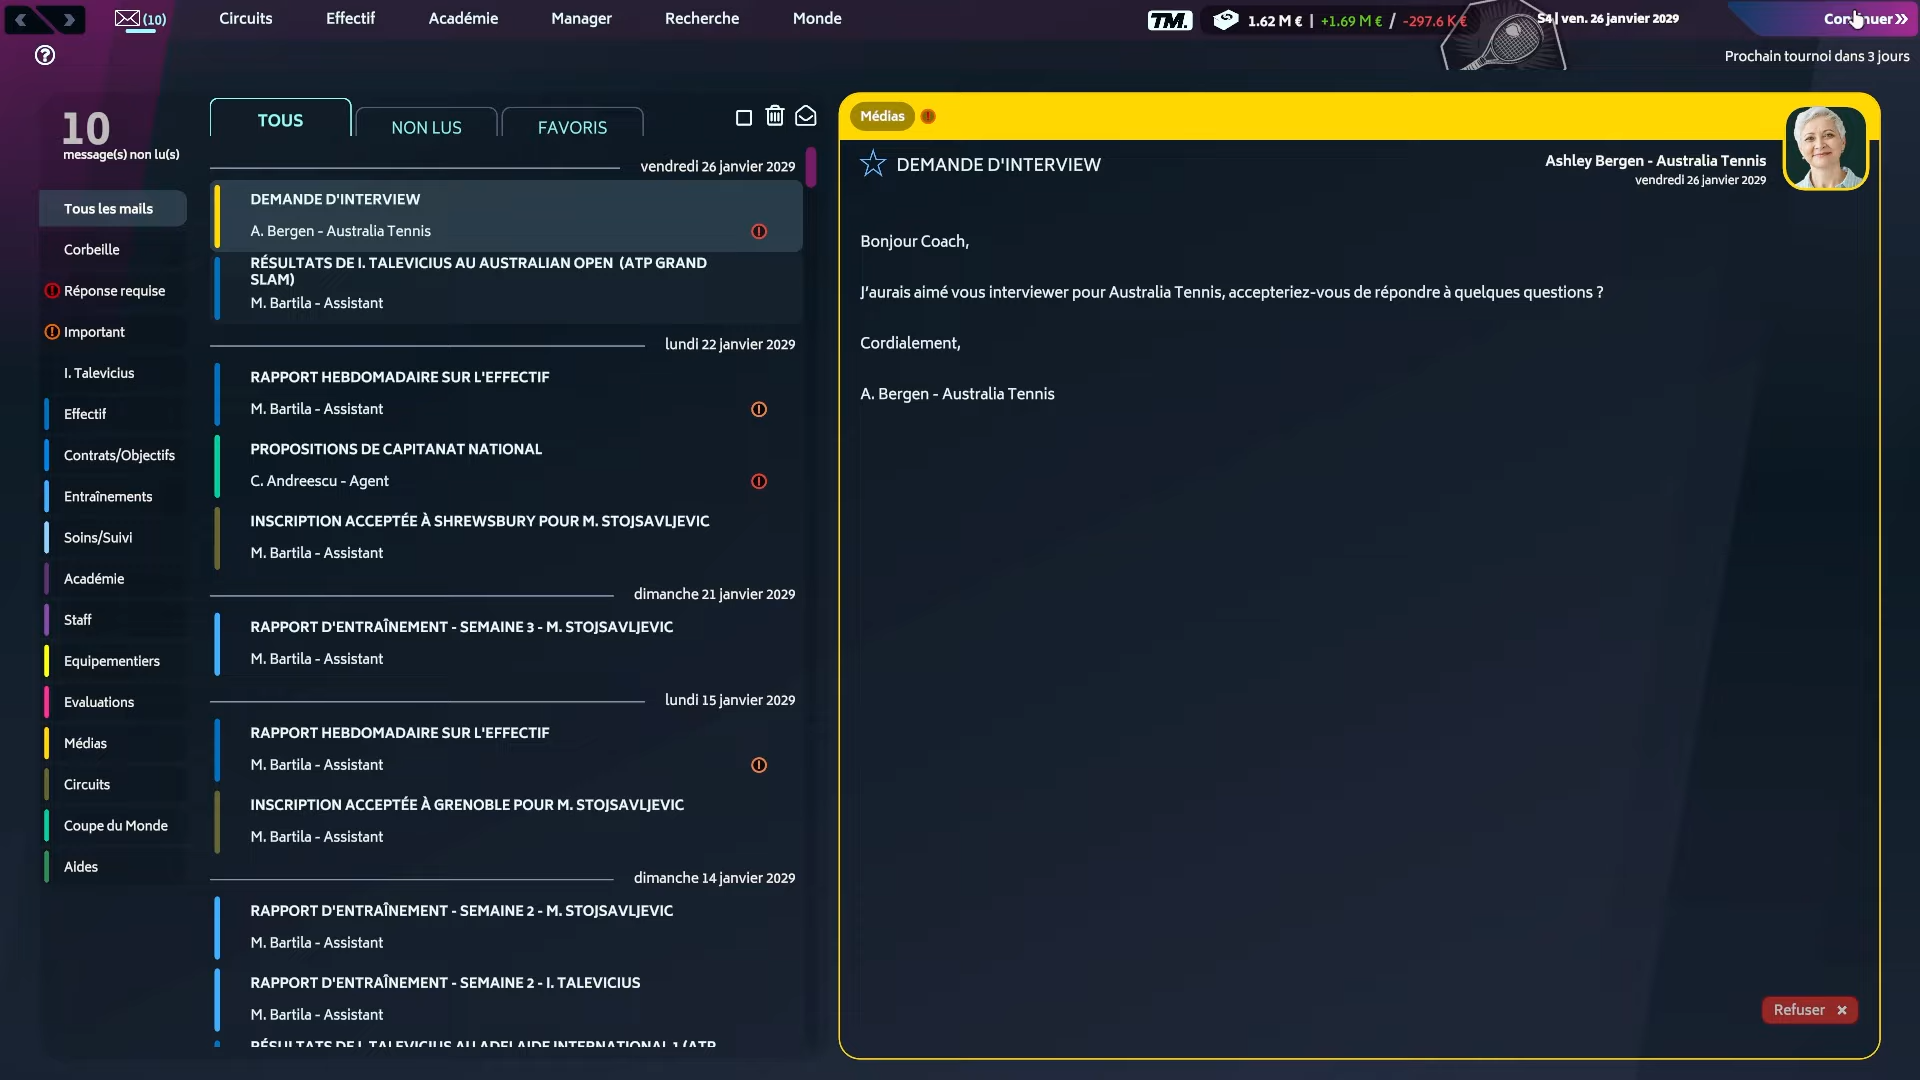 (10)
Circuits
Effectif
Académie
Manager
Recherche
Monde
TM.
1.62 M € | +1.69 M € / -297.6 K €
S4 | ven. 26 janvier 2029
Prochain tournoi dans 3 jours
10
message(s) non lu(s)
Tous les mails
Corbeille
Réponse requise
Important
I. Talevicius
Effectif
Contrats/Objectifs
Entraînements
Soins/Suivi
Académie
Staff
Equipementiers
Evaluations
Médias
Circuits
Coupe du Monde
Aides
TOUS
NON LUS
FAVORIS
vendredi 26 janvier 2029
DEMANDE D'INTERVIEW
A. Bergen - Australia Tennis
RÉSULTATS DE I. TALEVICIUS AU AUSTRALIAN OPEN (ATP GRAND
SLAM)
M. Bartila - Assistant
lundi 22 janvier 2029
RAPPORT HEBDOMADAIRE SUR L'EFFECTIF
M. Bartila - Assistant
PROPOSITIONS DE CAPITANAT NATIONAL
C. Andreescu - Agent
INSCRIPTION ACCEPTÉE À SHREWSBURY POUR M. STOJSAVLJEVIC
M. Bartila - Assistant
dimanche 21 janvier 2029
RAPPORT D'ENTRAÎNEMENT - SEMAINE 3 - M. STOJSAVLJEVIC
M. Bartila - Assistant
lundi 15 janvier 2029
RAPPORT HEBDOMADAIRE SUR L'EFFECTIF
M. Bartila - Assistant
INSCRIPTION ACCEPTÉE À GRENOBLE POUR M. STOJSAVLJEVIC
M. Bartila - Assistant
dimanche 14 janvier 2029
RAPPORT D'ENTRAÎNEMENT - SEMAINE 2 - M. STOJSAVLJEVIC
M. Bartila - Assistant
RAPPORT D'ENTRAÎNEMENT - SEMAINE 2 - I. TALEVICIUS
M. Bartila - Assistant
RÉSULTATS DE I. TALEVICIUS AU ADELAIDE INTERNATIONAL 1 (ATP
Médias
DEMANDE D'INTERVIEW
Ashley Bergen - Australia Tennis
vendredi 26 janvier 2029
Bonjour Coach,
J'aurais aimé vous interviewer pour Australia Tennis, accepteriez-vous de répondre à quelques questions ?
Cordialement,
A. Bergen - Australia Tennis
Refuser